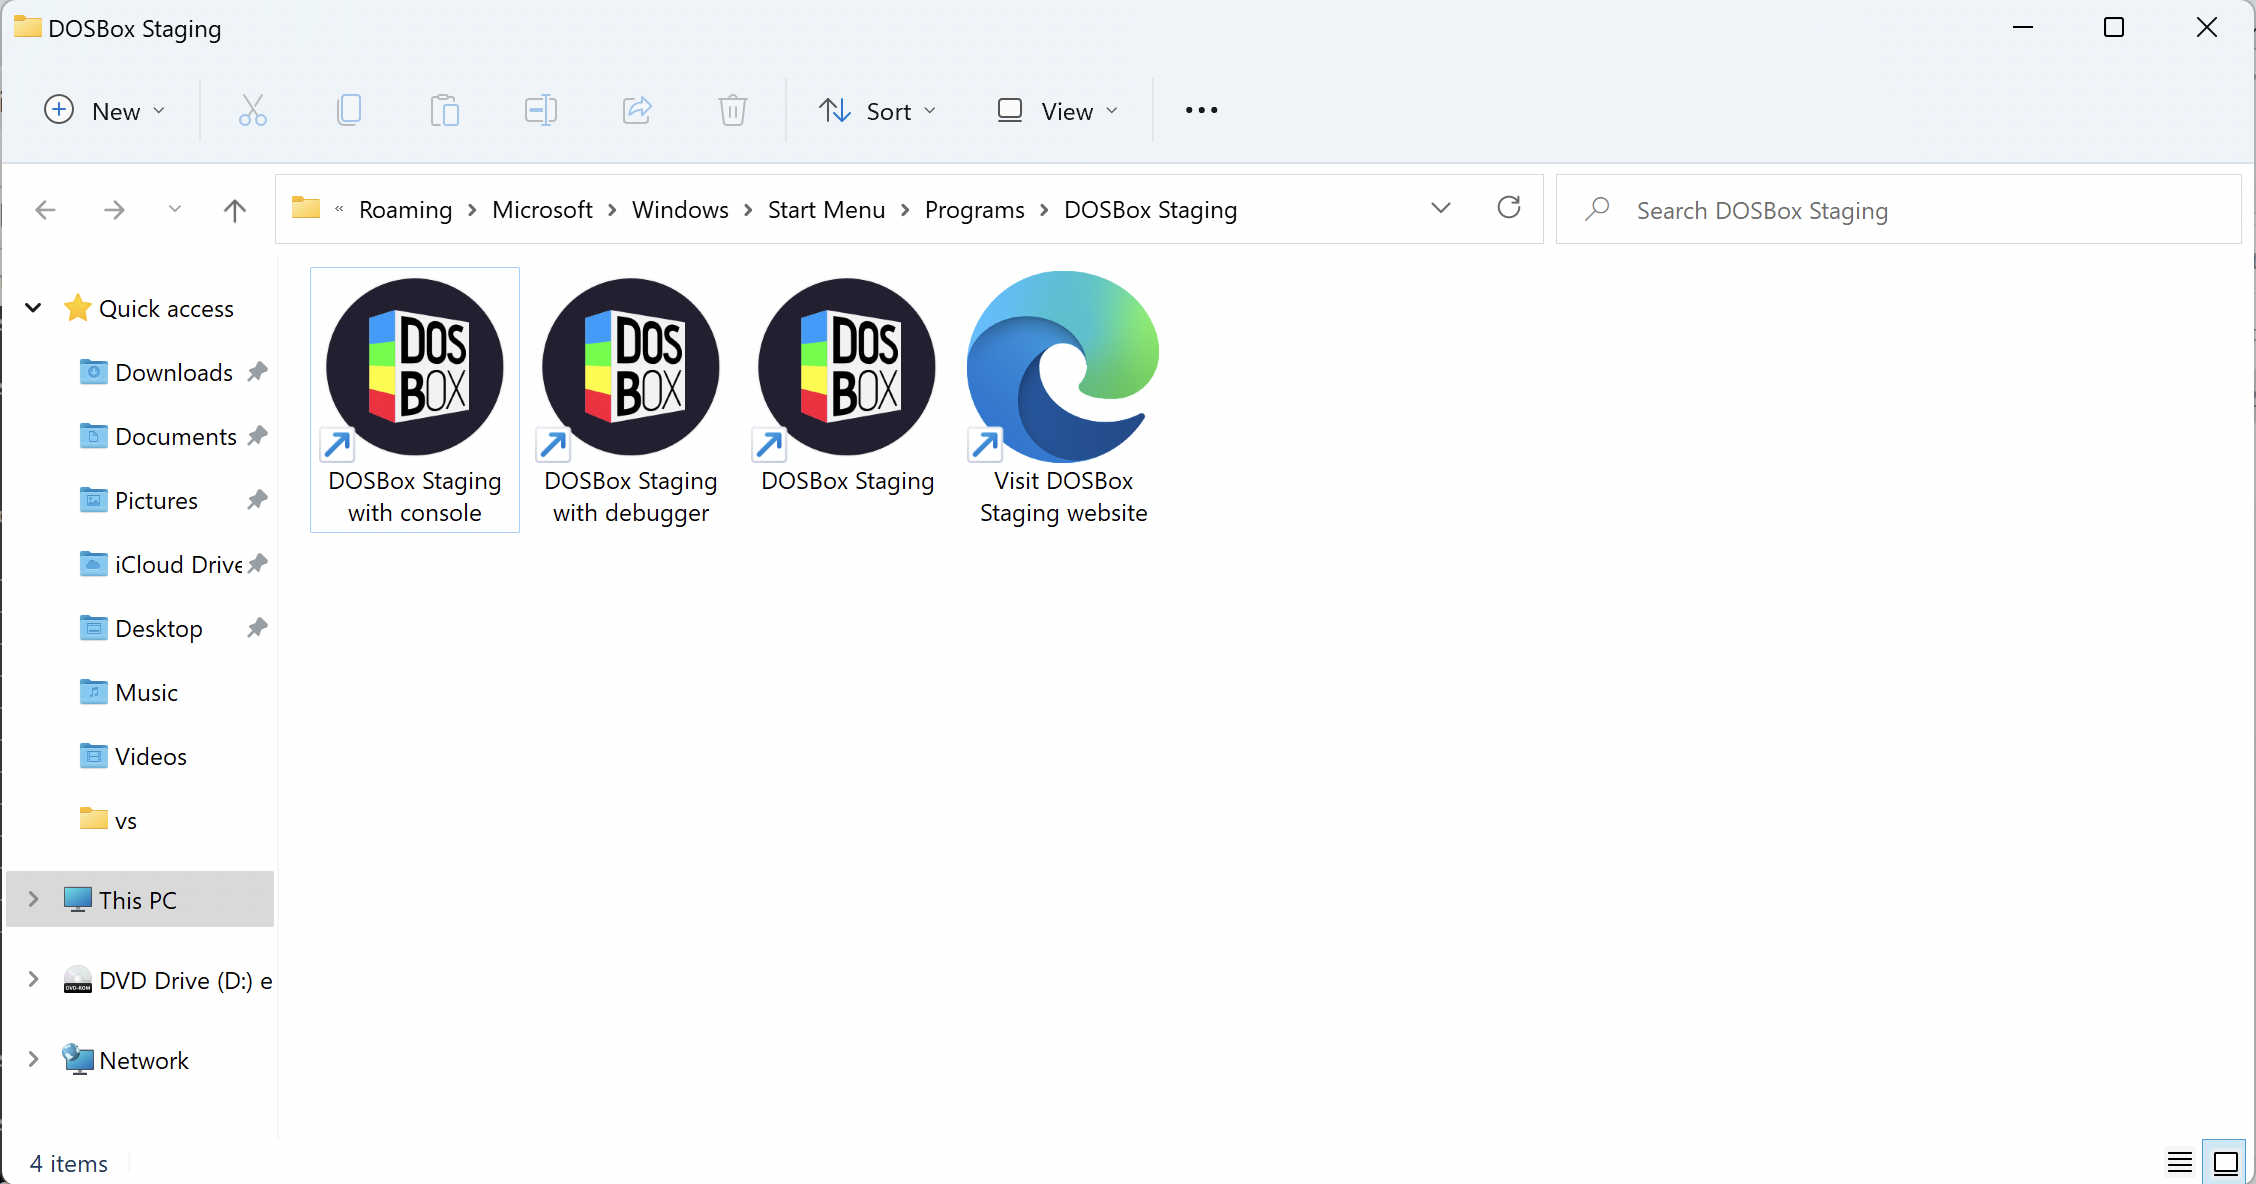 DOSBox Staging
New
Sort
View
« Roaming > Microsoft > Windows > Start Menu > Programs > DOSBox Staging
Search DOSBox Staging
Quick access
Downloads
Documents
Pictures
iCloud Drive
Desktop
Music
Videos
vs
This PC
DVD Drive (D:) e
Network
DOS
BOX
DOSBox Staging
with console
DOS
BOX
DOSBox Staging
with debugger
DOS
BOX
DOSBox Staging
Visit DOSBox
Staging website
DVD-ROM
4 items